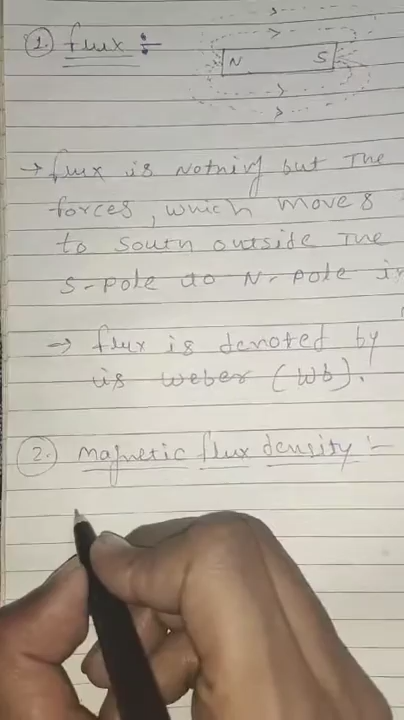 1. flux :-
N S
→ flux is nothing but the
forces, which moves
to south outside the
S-pole to N-pole is
→ flux is denoted by
is weber (Wb).
2. magnetic flux density :-